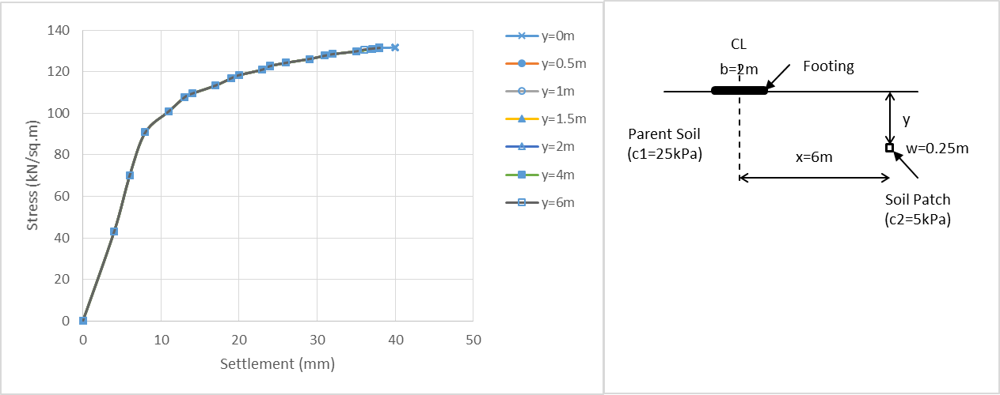 140
120
100
80
60
40
20
0
0 10 20 30 40 50
Stress (kN/sq.m)
Settlement (mm)
y=0m
y=0.5m
y=1m
y=1.5m
y=2m
y=4m
y=6m
CL
b=2m
Footing
Parent Soil
(c1=25kPa)
y
w=0.25m
x=6m
Soil Patch
(c2=5kPa)